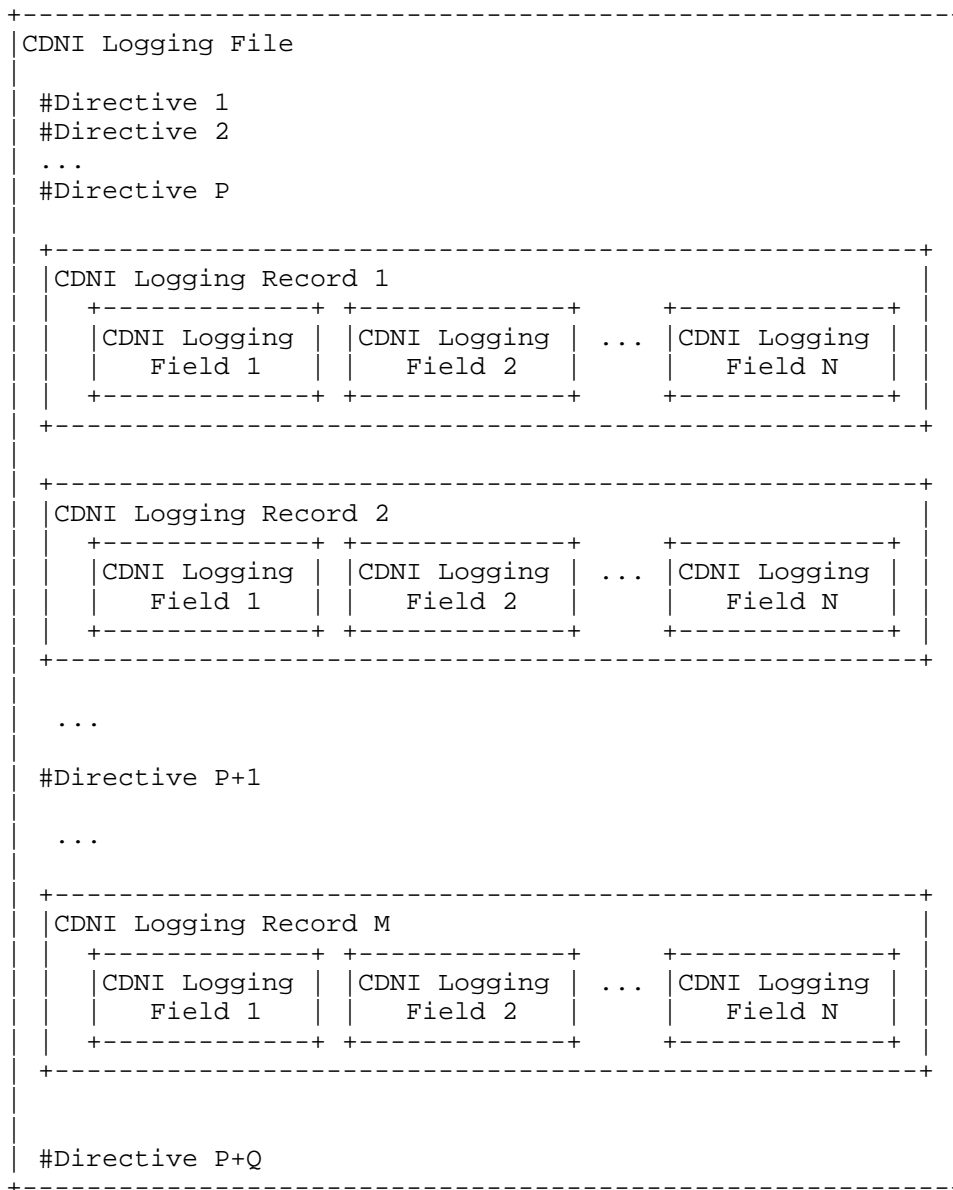 CDNI Logging File
#Directive 1
#Directive 2
...
#Directive P
CDNI Logging Record 1
CDNI Logging CDNI Logging ... CDNI Logging
Field 1 Field 2 Field N
CDNI Logging Record 2
CDNI Logging CDNI Logging ... CDNI Logging
Field 1 Field 2 Field N
...
#Directive P+1
...
CDNI Logging Record M
CDNI Logging CDNI Logging ... CDNI Logging
Field 1 Field 2 Field N
#Directive P+Q